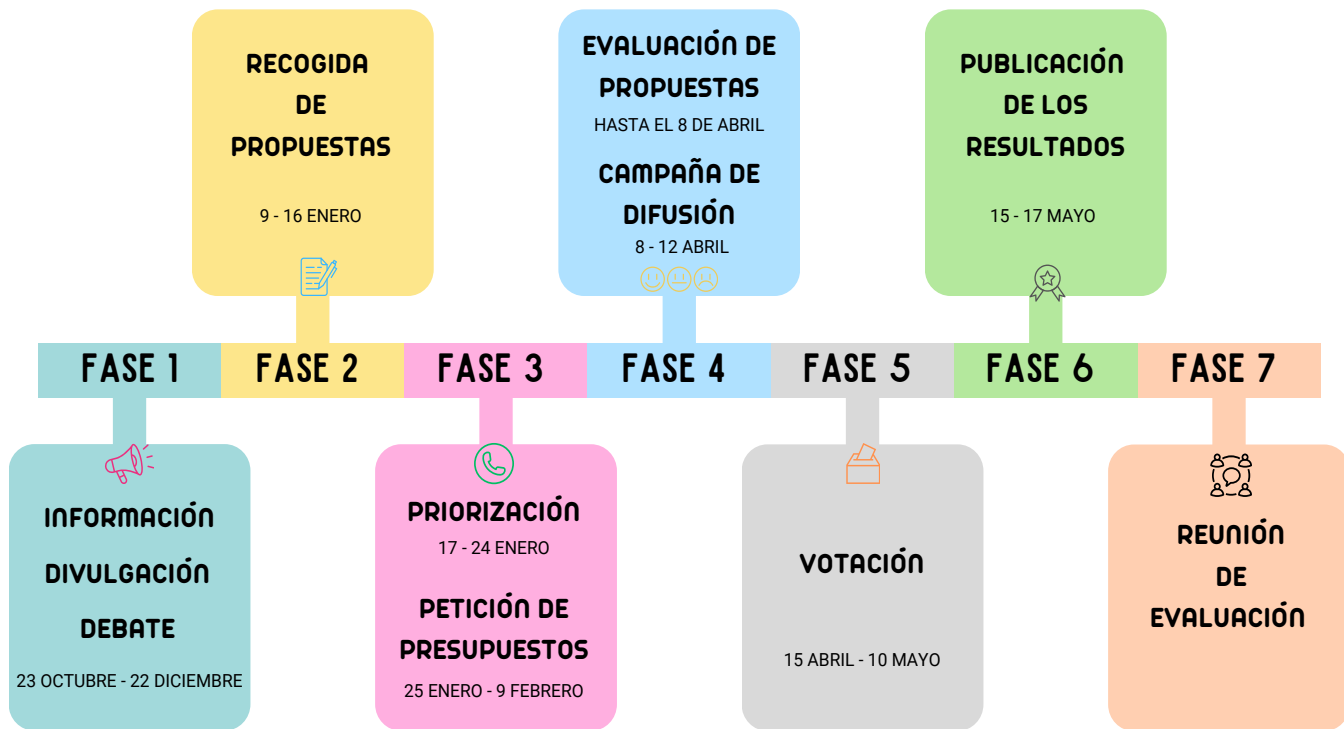 RECOGIDA
DE
PROPUESTAS
9 - 16 ENERO
EVALUACIÓN DE
PROPUESTAS
HASTA EL 8 DE ABRIL
CAMPAÑA DE
DIFUSIÓN
8 - 12 ABRIL
PUBLICACIÓN
DE LOS
RESULTADOS
15 - 17 MAYO
FASE 1
FASE 2
FASE 3
FASE 4
FASE 5
FASE 6
FASE 7
INFORMACIÓN
DIVULGACIÓN
DEBATE
23 OCTUBRE - 22 DICIEMBRE
PRIORIZACIÓN
17 - 24 ENERO
PETICIÓN DE
PRESUPUESTOS
25 ENERO - 9 FEBRERO
VOTACIÓN
15 ABRIL - 10 MAYO
REUNIÓN
DE
EVALUACIÓN